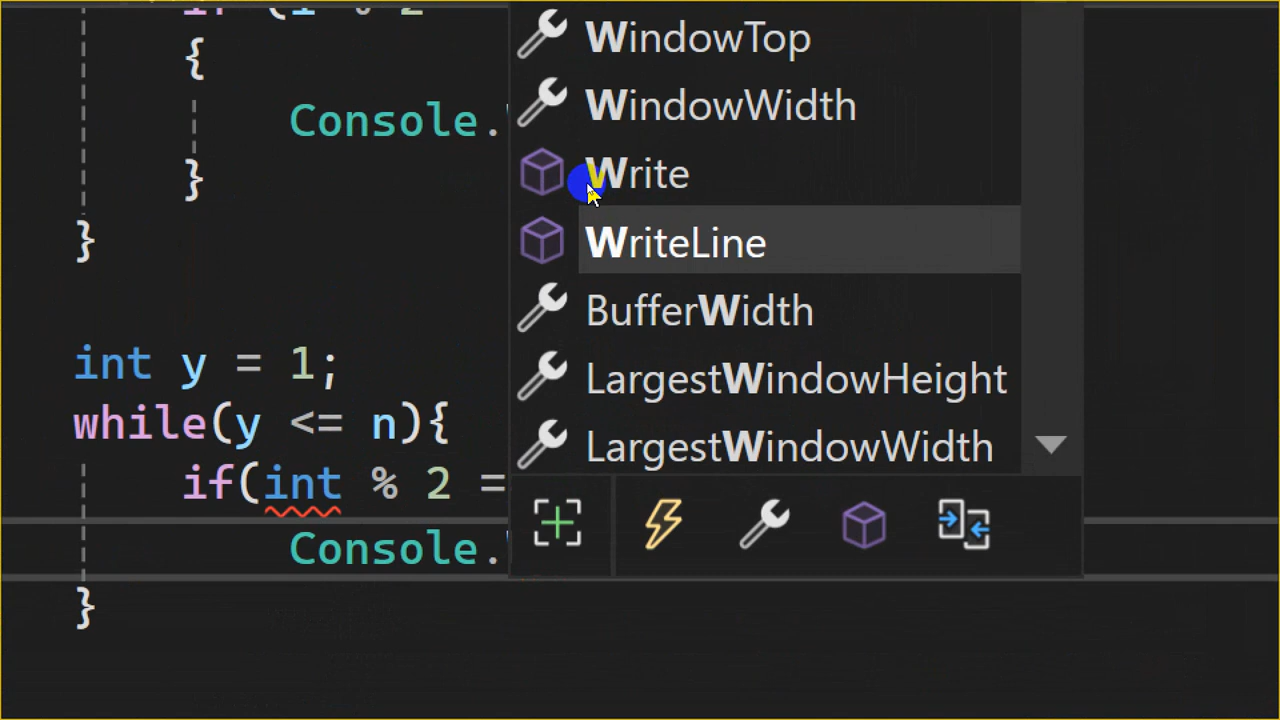 {
Console.
}
}
int y = 1;
while(y <= n){
if(int % 2 =
Console.
}
WindowTop
WindowWidth
Write
WriteLine
BufferWidth
LargestWindowHeight
LargestWindowWidth